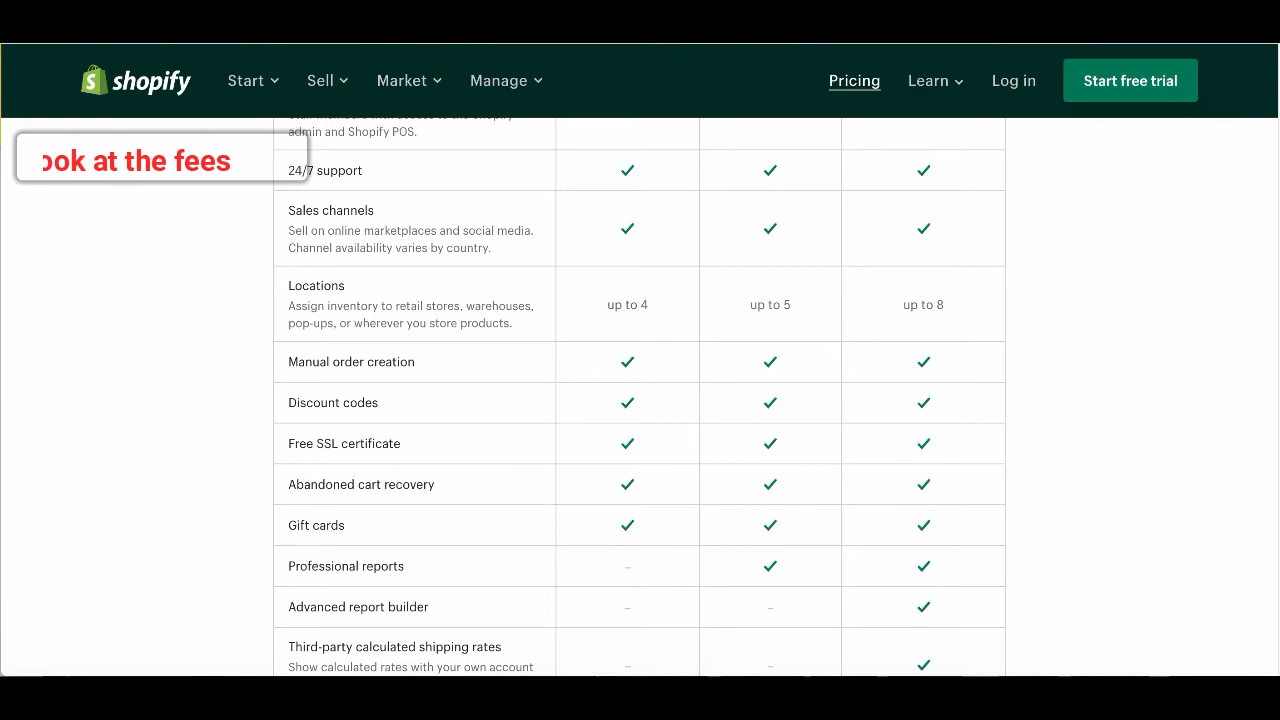 shopify
Start
Sell
Market
Manage
Pricing
Learn
Log in
Start free trial
admin and Shopify POS.
ook at the fees
24/7 support
Sales channels
Sell on online marketplaces and social media.
Channel availability varies by country.
Locations
Assign inventory to retail stores, warehouses,
pop-ups, or wherever you store products.
up to 4
up to 5
up to 8
Manual order creation
Discount codes
Free SSL certificate
Abandoned cart recovery
Gift cards
Professional reports
–
Advanced report builder
–
–
Third-party calculated shipping rates
Show calculated rates with your own account
–
–